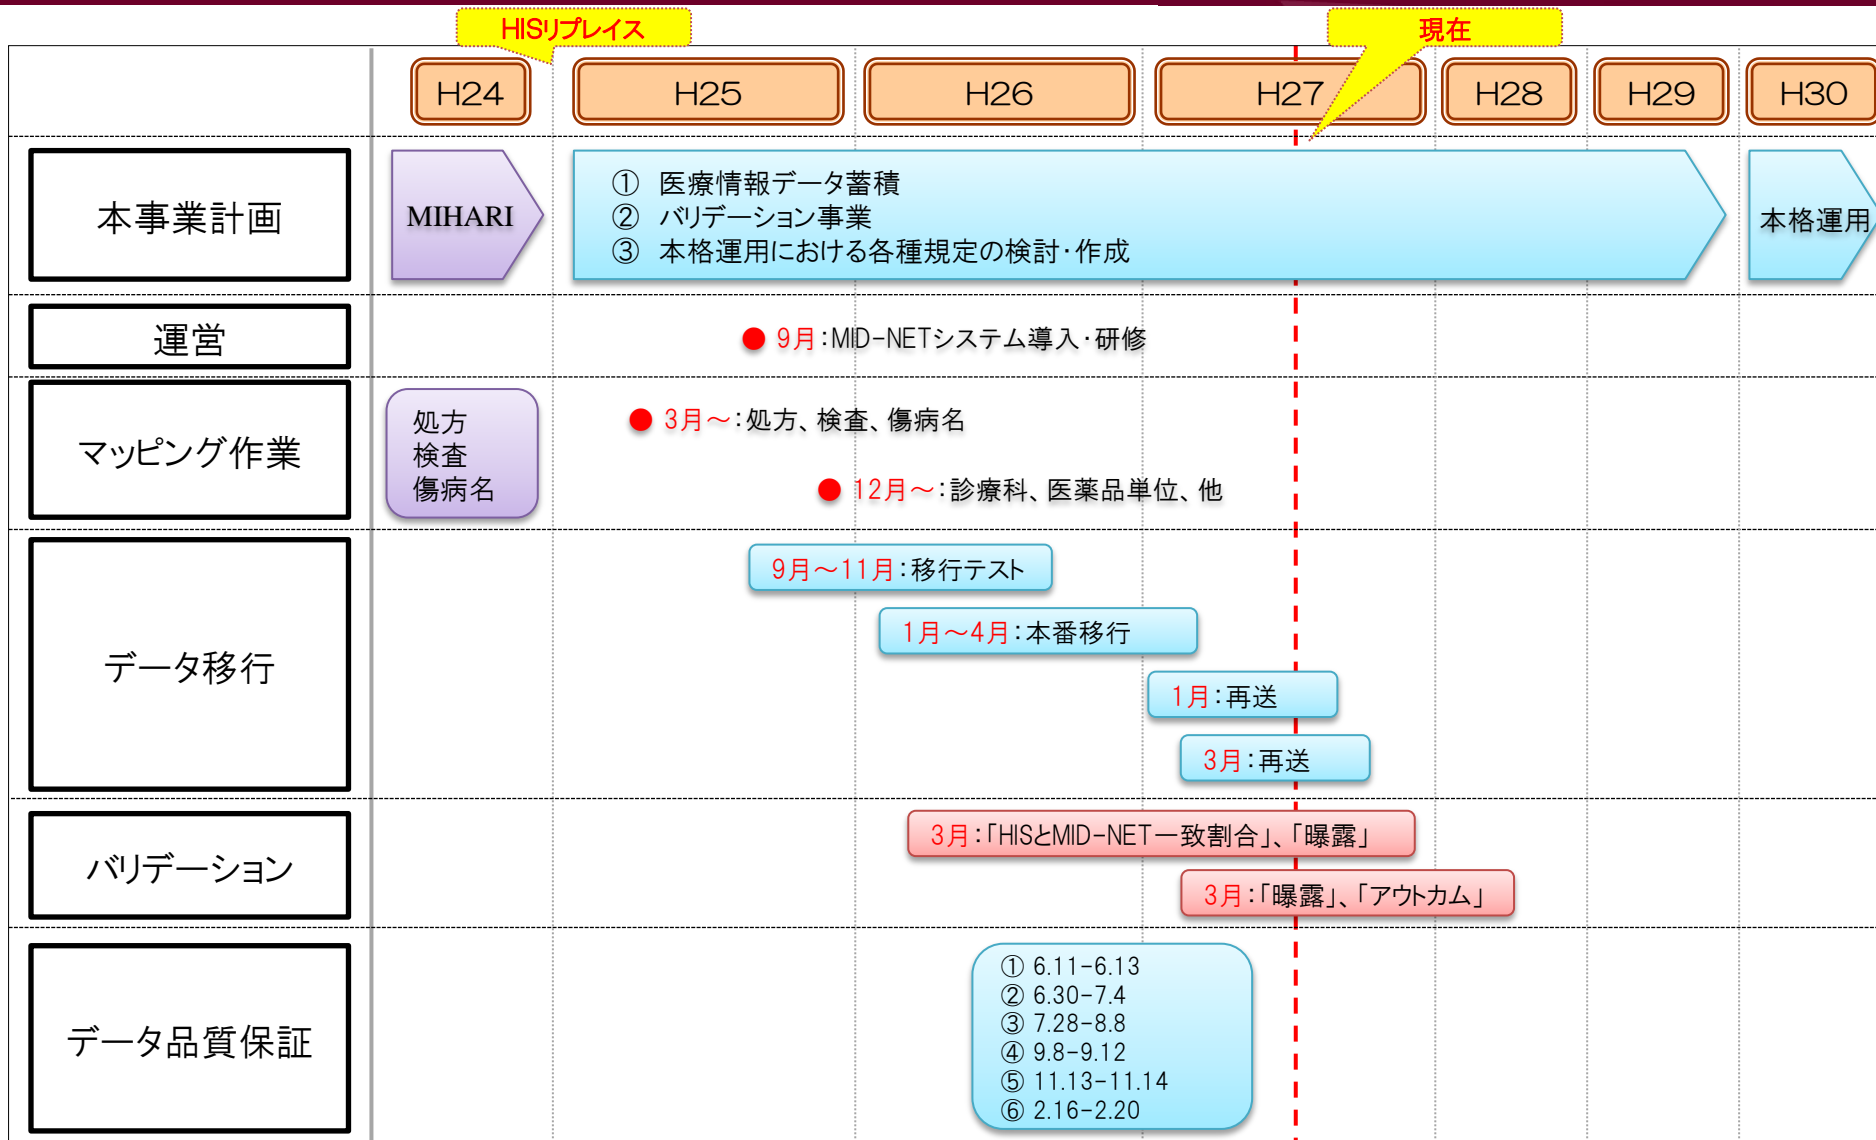 HISリプレイス
現在
H24
H25
H26
H27
H28
H29
H30
本事業計画
MIHARI
① 医療情報データ蓄積
② バリデーション事業
③ 本格運用における各種規定の検討・作成
本格運用
運営
● 9月：MID-NETシステム導入・研修
マッピング作業
処方
検査
傷病名
● 3月～：処方、検査、傷病名
● 12月～：診療科、医薬品単位、他
データ移行
9月～11月：移行テスト
1月～4月：本番移行
1月：再送
3月：再送
バリデーション
3月：「HISとMID-NET一致割合」、「曝露」
3月：「曝露」、「アウトカム」
データ品質保証
① 6.11-6.13
② 6.30-7.4
③ 7.28-8.8
④ 9.8-9.12
⑤ 11.13-11.14
⑥ 2.16-2.20